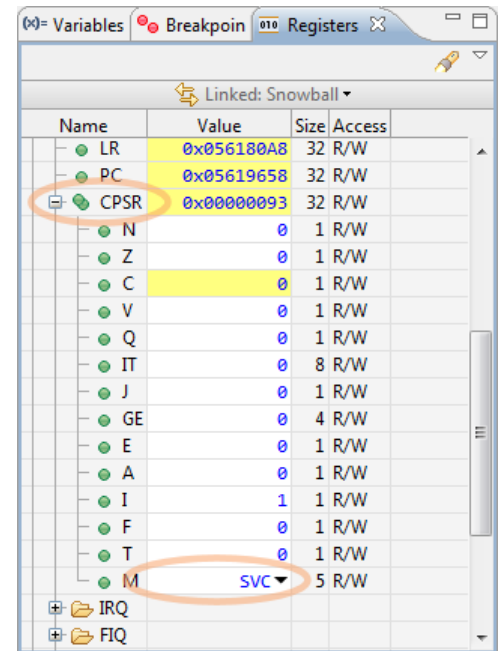 (x)= Variables Breakpoin 010 Registers
Linked: Snowball
Name Value Size Access
LR 0x056180A8 32 R/W
PC 0x05619658 32 R/W
CPSR 0x00000093 32 R/W
N 0 1 R/W
Z 0 1 R/W
C 0 1 R/W
V 0 1 R/W
Q 0 1 R/W
IT 0 8 R/W
J 0 1 R/W
GE 0 4 R/W
E 0 1 R/W
A 0 1 R/W
I 1 1 R/W
F 0 1 R/W
T 0 1 R/W
M SVC 5 R/W
IRQ
FIQ